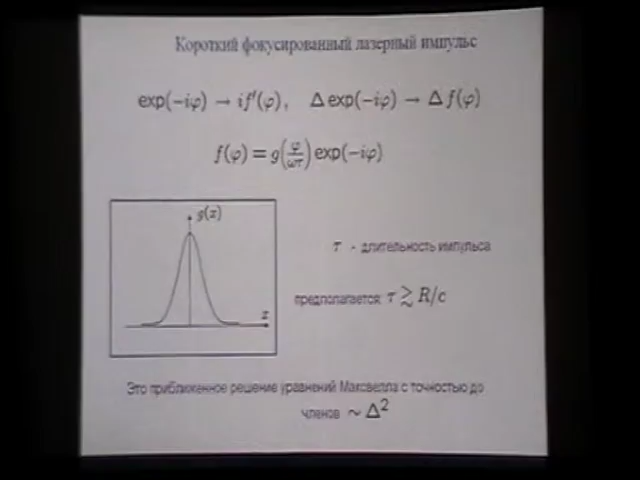 Короткий фокусированный лазерный импульс
exp(−iφ) → i f′(φ), Δ exp(−iφ) → Δ f(φ)
f(φ) = g(φ/ωτ) exp(−iφ)
g(z)
z
τ - длительность импульса
предполагается τ ≳ R/c
Это приближенное решение уравнений Максвелла с точностью до
членов ~ Δ²